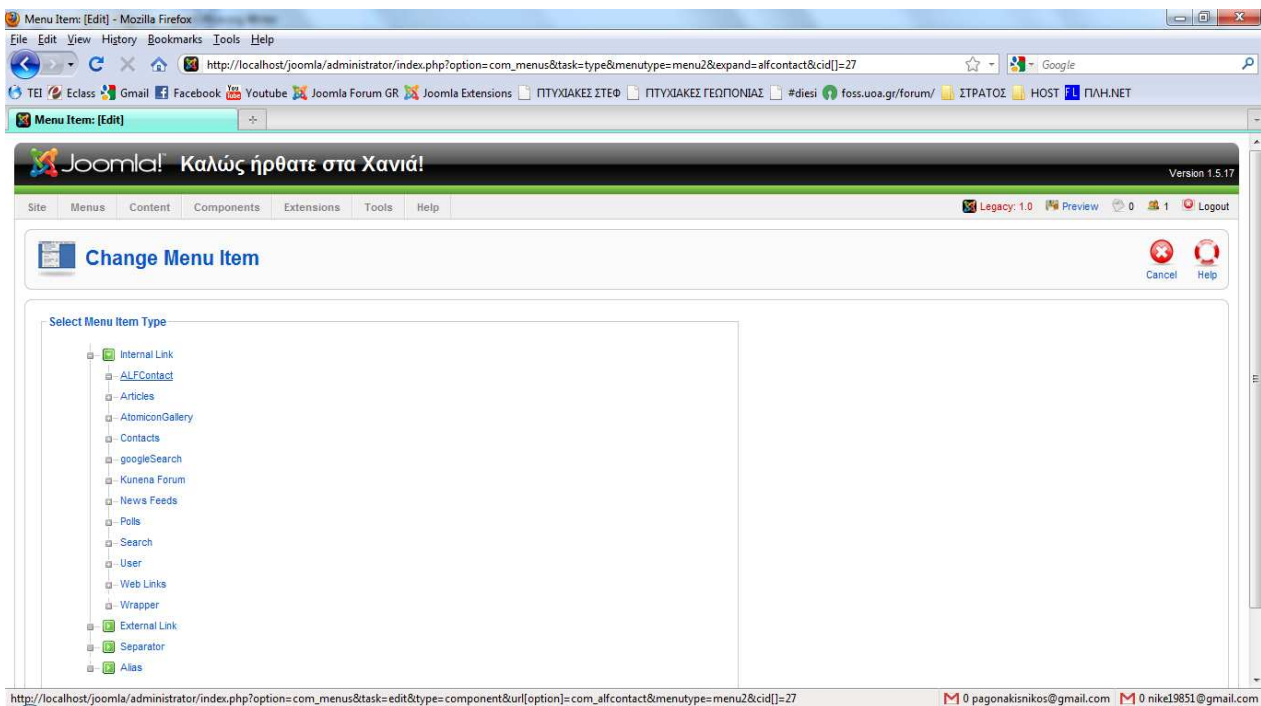 Menu Item: [Edit] - Mozilla Firefox
File Edit View History Bookmarks Tools Help
http://localhost/joomla/administrator/index.php?option=com_menus&task=type&menutype=menu2&expand=alfcontact&cid[]=27 Google
TEI Eclass Gmail Facebook Youtube Joomla Forum GR Joomla Extensions ΠΤΥΧΙΑΚΕΣ ΣΤΕΦ ΠΤΥΧΙΑΚΕΣ ΓΕΩΠΟΝΙΑΣ #diesi foss.uoa.gr/forum/ ΣΤΡΑΤΟΣ HOST FL ΠΛΗ.NET
Menu Item: [Edit]
Joomla! Καλώς ήρθατε στα Χανιά!
Version 1.5.17
Site Menus Content Components Extensions Tools Help Legacy: 1.0 Preview 0 1 Logout
Change Menu Item
Cancel Help
Select Menu Item Type
Internal Link
ALFContact
Articles
AtomiconGallery
Contacts
googleSearch
Kunena Forum
News Feeds
Polls
Search
User
Web Links
Wrapper
External Link
Separator
Alias
http://localhost/joomla/administrator/index.php?option=com_menus&task=edit&type=component&url[option]=com_alfcontact&menutype=menu2&cid[]=27 0 pagonakisnikos@gmail.com 0 nike19851@gmail.com